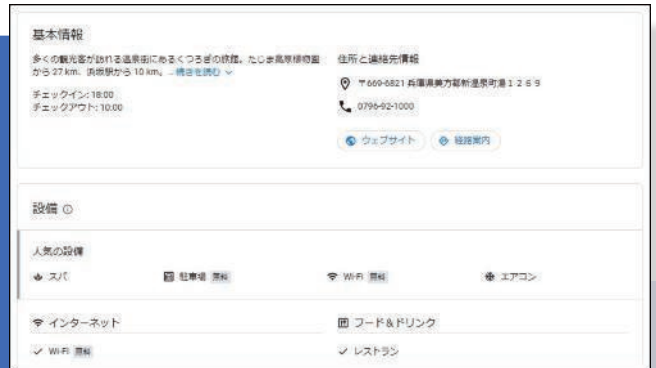 基本情報
多くの観光客が訪れる温泉街にあるくつろぎの旅館。たじま高原植物園
から 27 km、浜坂駅から 10 km。...続きを読む
チェックイン: 18:00
チェックアウト: 10:00
住所と連絡先情報
〒669-6821 兵庫県美方郡新温泉町湯1269
0796-92-1000
ウェブサイト
経路案内
設備
人気の設備
スパ
駐車場 無料
Wi-Fi 無料
エアコン
インターネット
フード&ドリンク
Wi-Fi 無料
レストラン